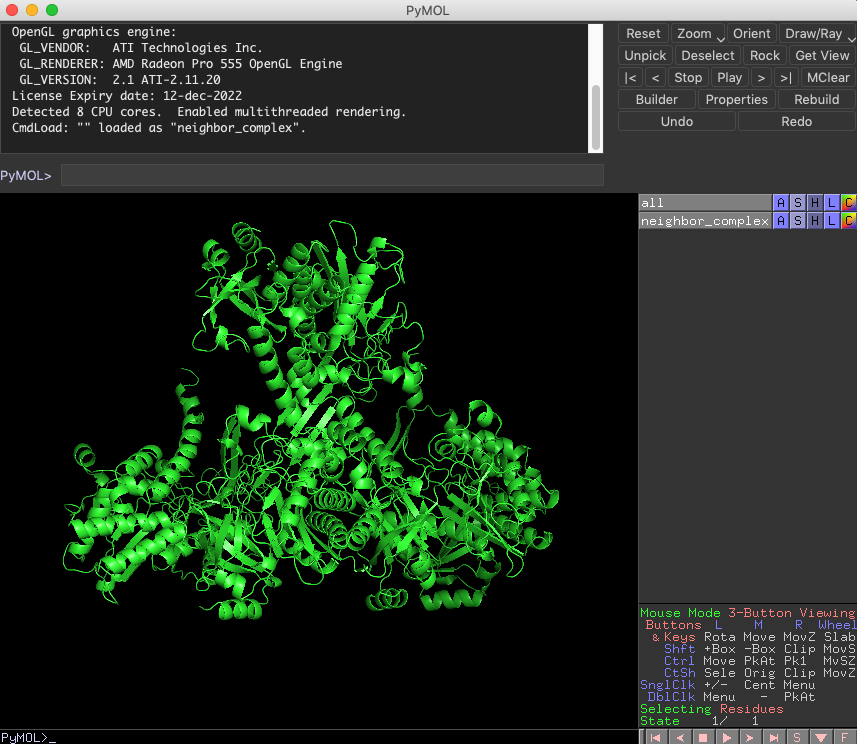 PyMOL
OpenGL graphics engine:
GL_VENDOR:   ATI Technologies Inc.
GL_RENDERER: AMD Radeon Pro 555 OpenGL Engine
GL_VERSION:  2.1 ATI-2.11.20
License Expiry date: 12-dec-2022
Detected 8 CPU cores.  Enabled multithreaded rendering.
CmdLoad: "" loaded as "neighbor_complex".
PyMOL>
Reset Zoom Orient Draw/Ray
Unpick Deselect Rock Get View
|< < Stop Play > >| MClear
Builder Properties Rebuild
Undo Redo
all A S H L C
neighbor_complex A S H L C
Mouse Mode 3-Button Viewing
Buttons L M R Wheel
& Keys Rota Move MovZ Slab
Shft +Box -Box Clip MovS
Ctrl Move PkAt Pk1 MvSZ
CtSh Sele Orig Clip MovZ
SnglClk +/- Cent Menu
DblClk Menu - PkAt
Selecting Residues
State 1/ 1
PyMOL>_
S F